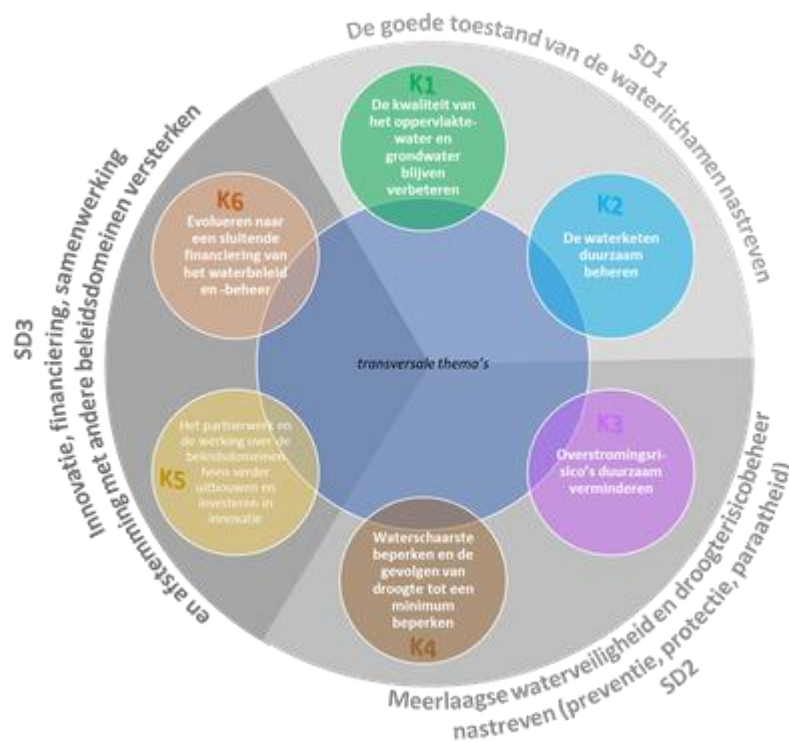 SD1
De goede toestand van de waterlichamen nastreven
K1
De kwaliteit van
het oppervlakte-
water en
grondwater
blijven
verbeteren
K2
De waterketen
duurzaam
beheren
K3
Overstromingsri-
sico's duurzaam
verminderen
SD2
Meerlaagse waterveiligheid en droogterisicobeheer
nastreven (preventie, protectie, paraatheid)
K4
Waterschaarste
beperken en de
gevolgen van
droogte tot een
minimum
beperken
K5
Het partnerwerk en
de werking over de
beleidsdomeinen
heen verder
uitbouwen en
investeren in
innovatie
K6
Evolueren naar
een sluitende
financiering van
het waterbeleid
en -beheer
SD3
Innovatie, financiering, samenwerking
en afstemming met andere beleidsdomeinen versterken
transversale thema's